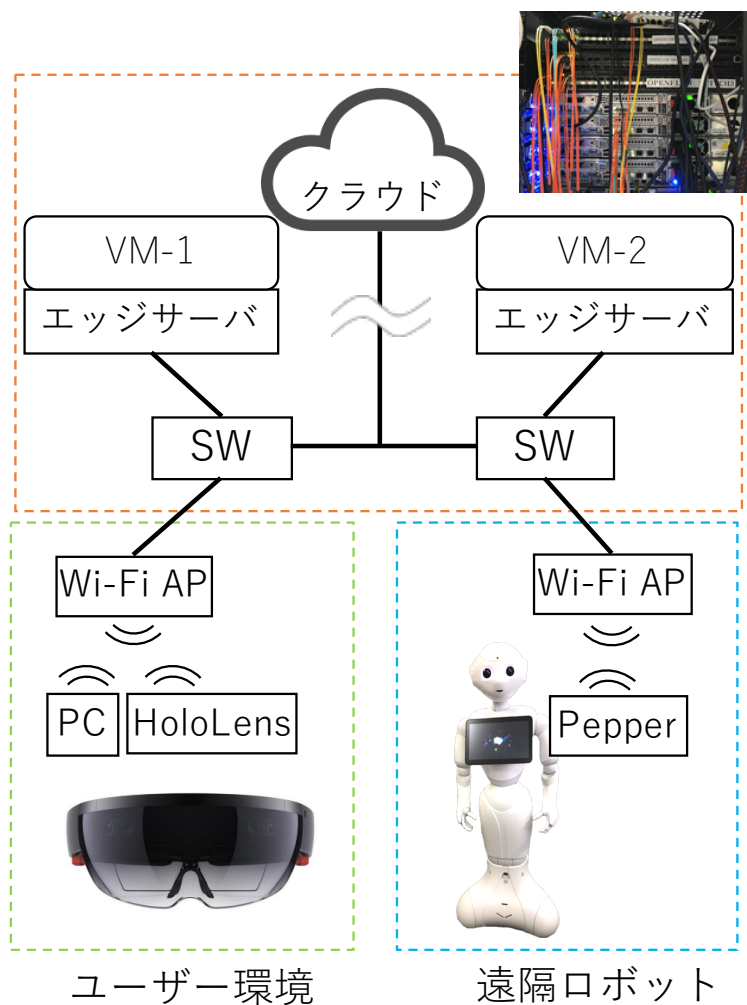 クラウド
VM-1
VM-2
エッジサーバ
エッジサーバ
SW
SW
Wi-Fi AP
Wi-Fi AP
PC
HoloLens
Pepper
ユーザー環境
遠隔ロボット